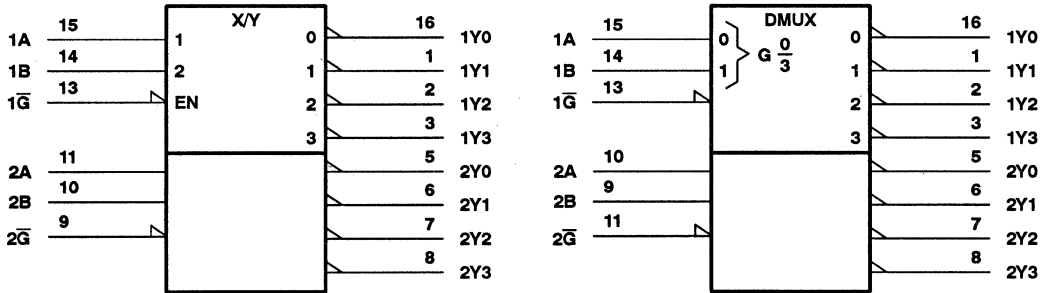 X/Y
15
1A
1
0
16
1Y0
14
1B
2
1
1
1Y1
13
1G̅
EN
2
2
1Y2
3
3
1Y3
11
2A
5
2Y0
10
2B
6
2Y1
9
2G̅
7
2Y2
8
2Y3
DMUX
15
1A
0
G 0/3
0
16
1Y0
14
1B
1
1
1
1Y1
13
1G̅
2
2
1Y2
3
3
1Y3
10
2A
5
2Y0
9
2B
6
2Y1
11
2G̅
7
2Y2
8
2Y3